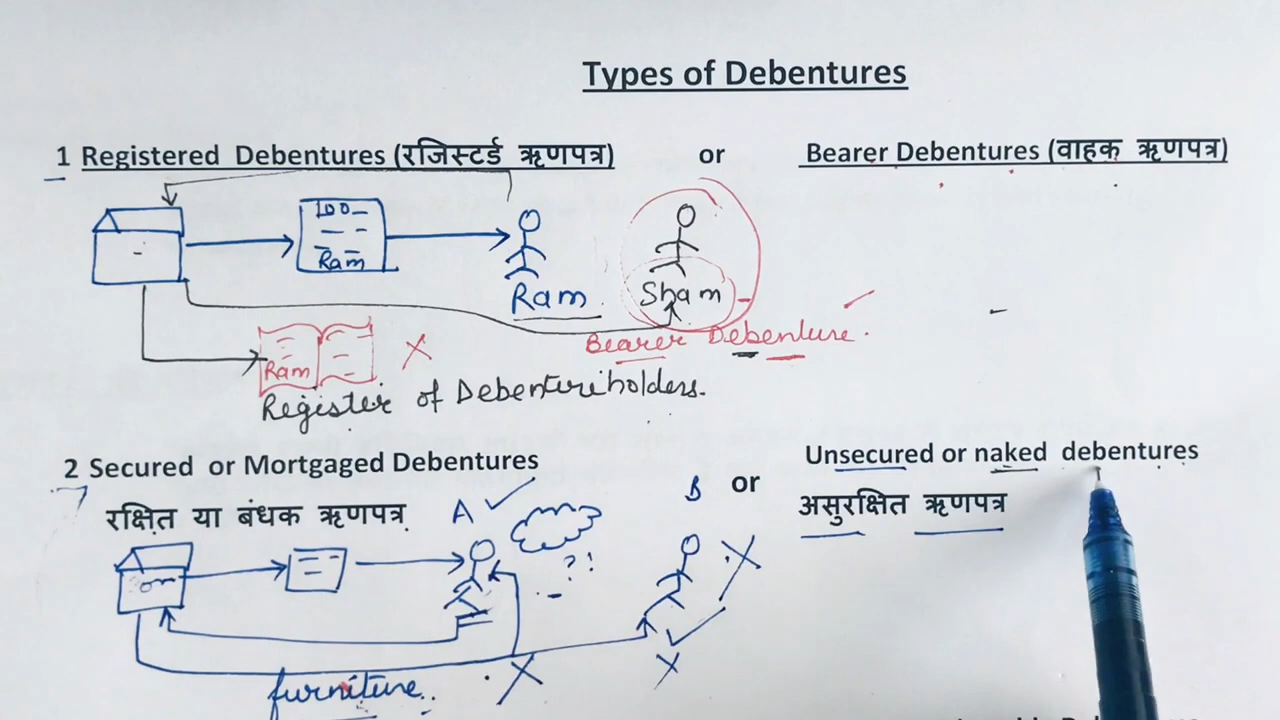 Types of Debentures
1 Registered Debentures (रजिस्टर्ड ऋणपत्र) or Bearer Debentures (वाहक ऋणपत्र)
100
Ram
Ram
Sham
Bearer Debenture
Ram
Register of Debentureholders.
2 Secured or Mortgaged Debentures or Unsecured or naked debentures
रक्षित या बंधक ऋणपत्र असुरक्षित ऋणपत्र
A B
furniture